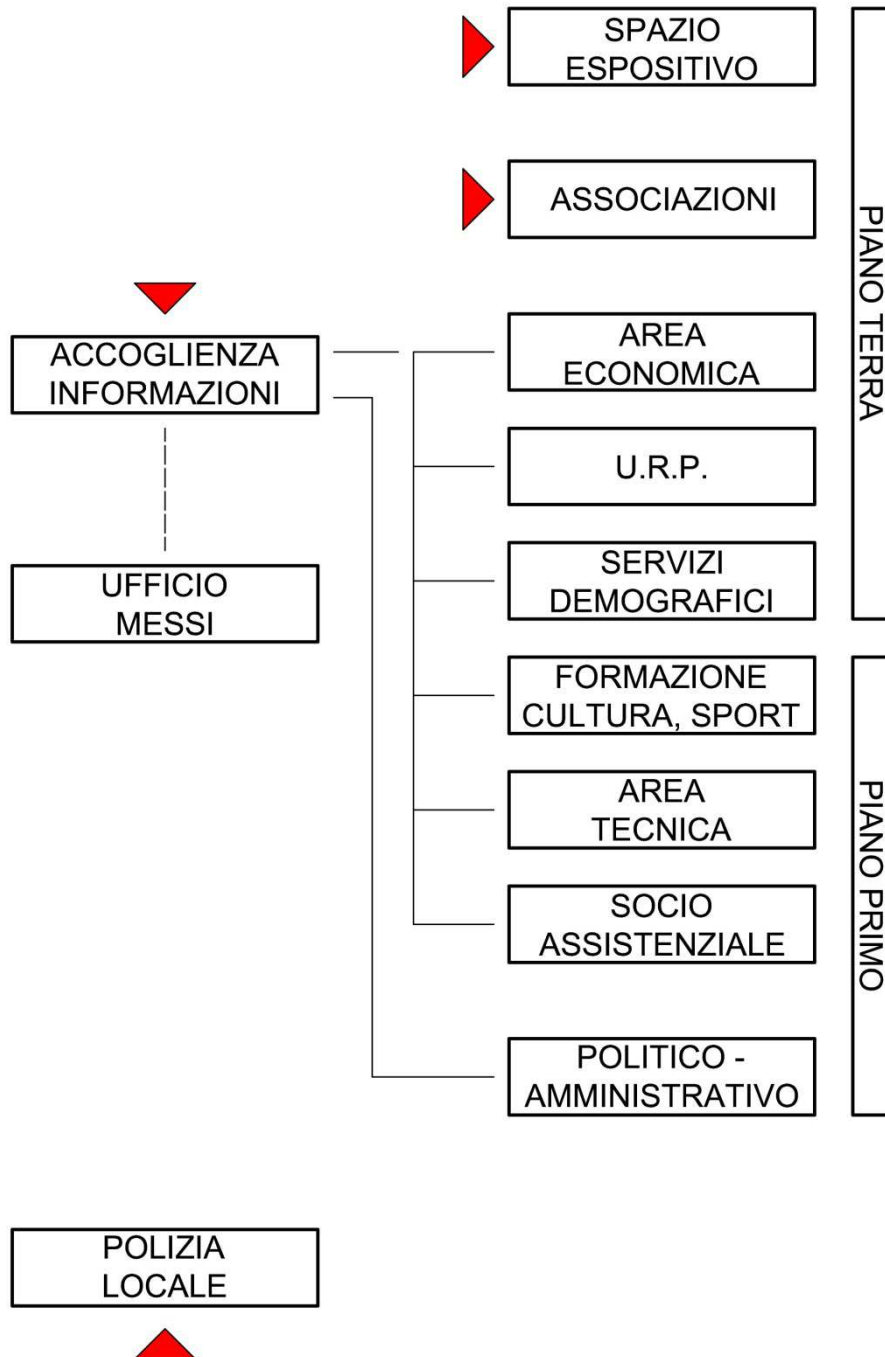 SPAZIO
ESPOSITIVO
ASSOCIAZIONI
PIANO TERRA
ACCOGLIENZA
INFORMAZIONI
AREA
ECONOMICA
U.R.P.
UFFICIO
MESSI
SERVIZI
DEMOGRAFICI
FORMAZIONE
CULTURA, SPORT
PIANO PRIMO
AREA
TECNICA
SOCIO
ASSISTENZIALE
POLITICO -
AMMINISTRATIVO
POLIZIA
LOCALE